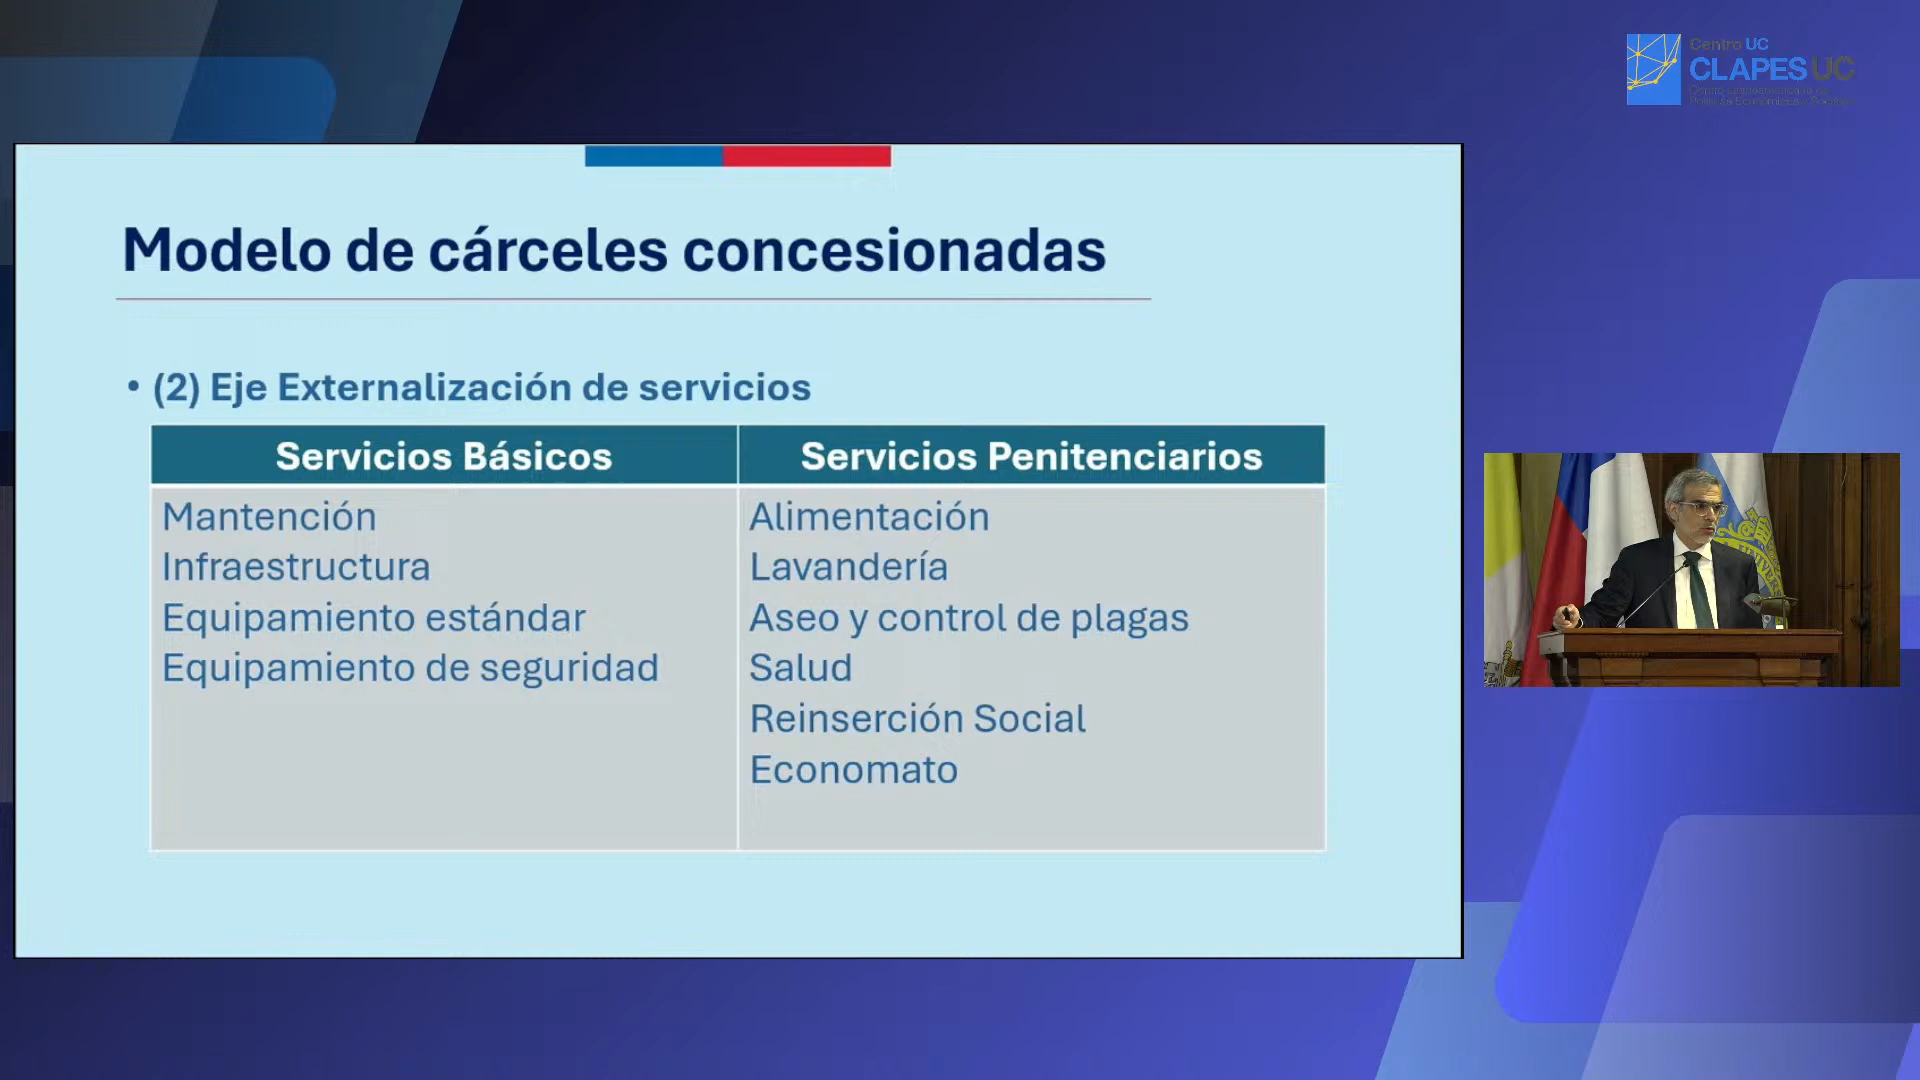 Centro UC
CLAPES UC
Modelo de cárceles concesionadas
• (2) Eje Externalización de servicios
Servicios Básicos
Servicios Penitenciarios
Mantención
Infraestructura
Equipamiento estándar
Equipamiento de seguridad
Alimentación
Lavandería
Aseo y control de plagas
Salud
Reinserción Social
Economato